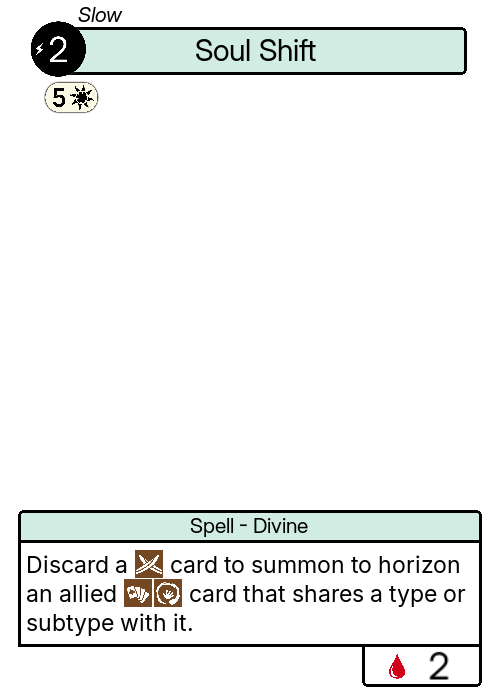 Slow
2
Soul Shift
5
Spell - Divine
Discard a card to summon to horizon
an allied card that shares a type or
subtype with it.
2